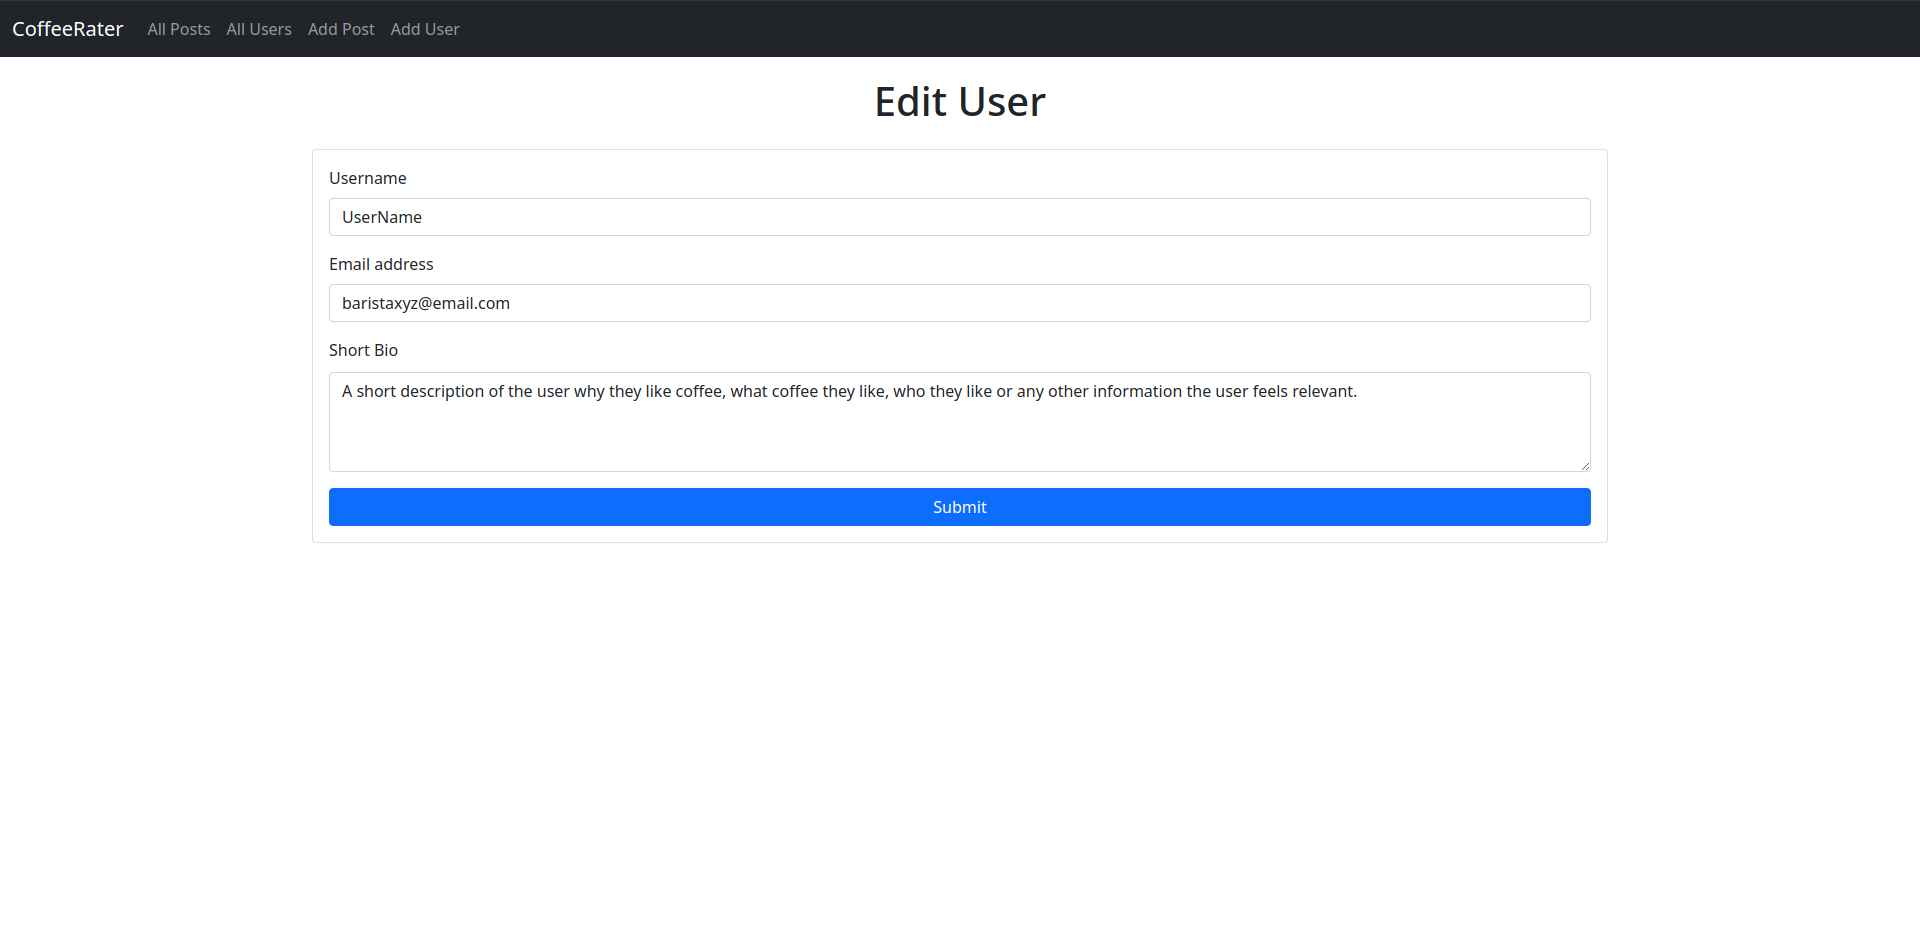 CoffeeRater All Posts All Users Add Post Add User
Edit User
Username
UserName
Email address
baristaxyz@email.com
Short Bio
A short description of the user why they like coffee, what coffee they like, who they like or any other information the user feels relevant.
Submit